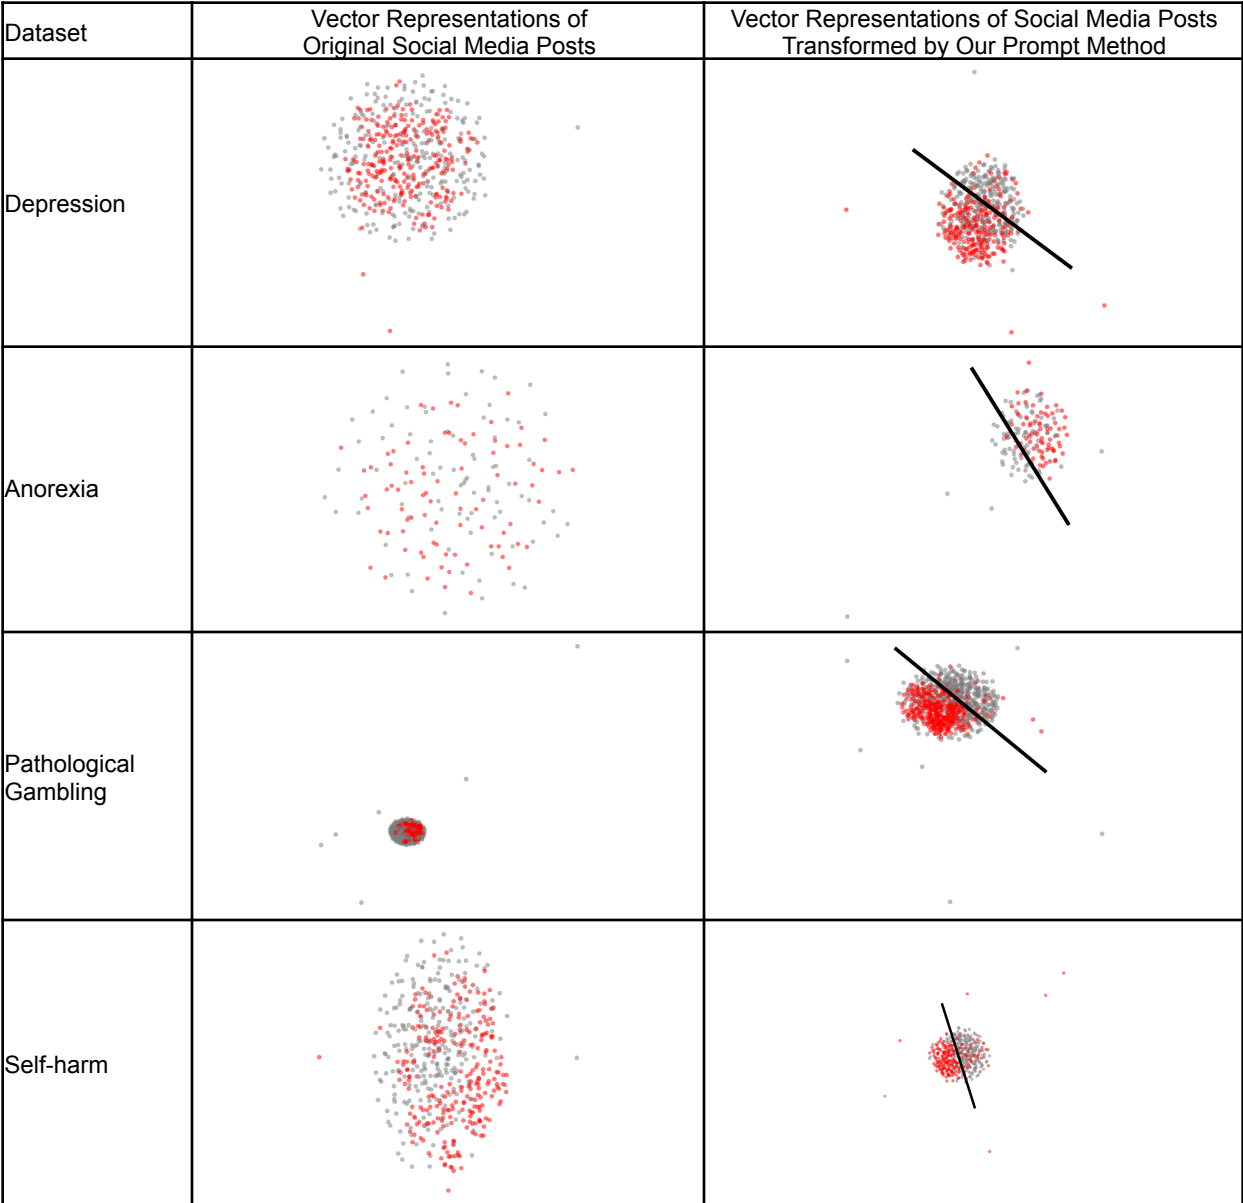 Dataset
Vector Representations of
Original Social Media Posts
Vector Representations of Social Media Posts
Transformed by Our Prompt Method
Depression
Anorexia
Pathological
Gambling
Self-harm